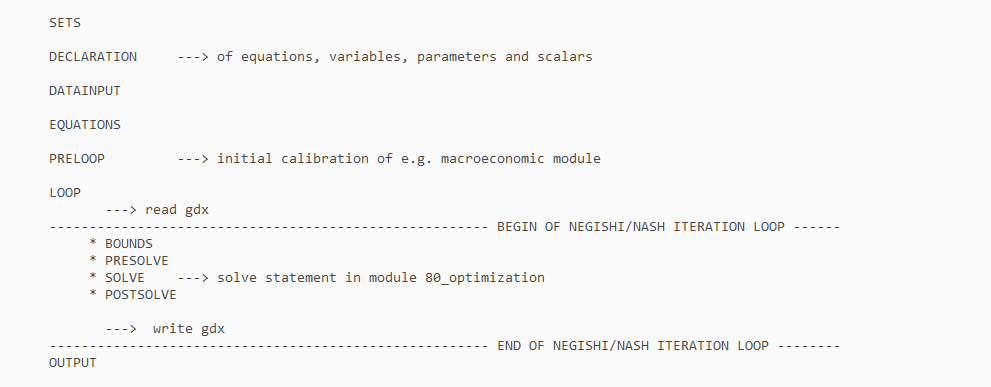 SETS
DECLARATION     ---> of equations, variables, parameters and scalars
DATAINPUT
EQUATIONS
PRELOOP         ---> initial calibration of e.g. macroeconomic module
LOOP
       ---> read gdx
------------------------------------------------------- BEGIN OF NEGISHI/NASH ITERATION LOOP ------
     * BOUNDS
     * PRESOLVE
     * SOLVE    ---> solve statement in module 80_optimization
     * POSTSOLVE
       --->  write gdx
------------------------------------------------------- END OF NEGISHI/NASH ITERATION LOOP --------
OUTPUT